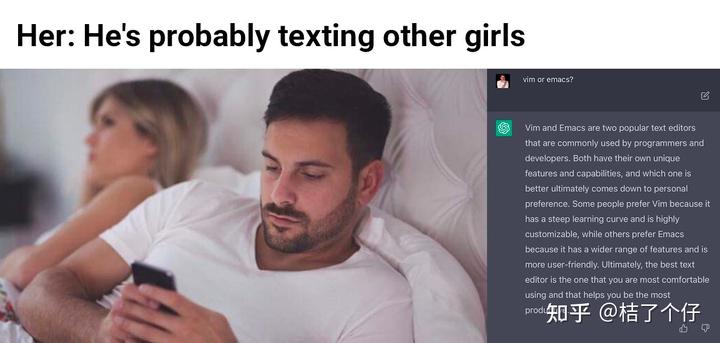 Her: He's probably texting other girls
vim or emacs?
Vim and Emacs are two popular text editors
that are commonly used by programmers and
developers. Both have their own unique
features and capabilities, and which one is
better ultimately comes down to personal
preference. Some people prefer Vim because it
has a steep learning curve and is highly
customizable, while others prefer Emacs
because it has a wider range of features and is
more user-friendly. Ultimately, the best text
editor is the one that you are most comfortable
using and that helps you be the most
知乎 @桔了个仔